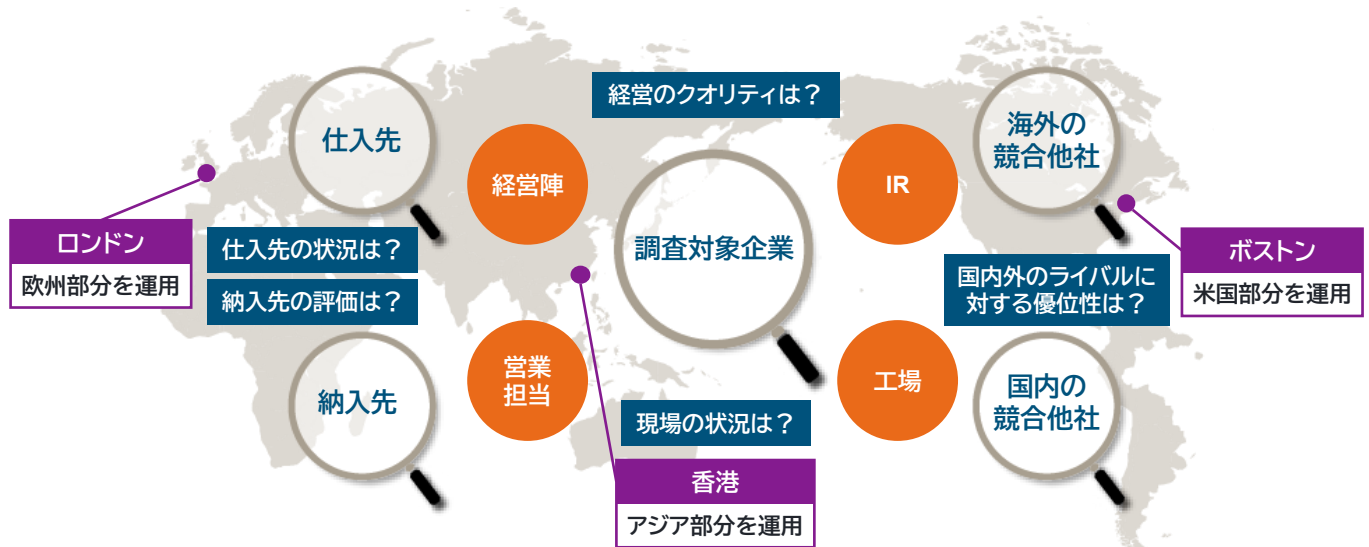 経営のクオリティは？
仕入先
海外の
競合他社
経営陣
IR
調査対象企業
ロンドン
欧州部分を運用
仕入先の状況は？
納入先の評価は？
ボストン
米国部分を運用
国内外のライバルに
対する優位性は？
納入先
営業
担当
工場
国内の
競合他社
現場の状況は？
香港
アジア部分を運用